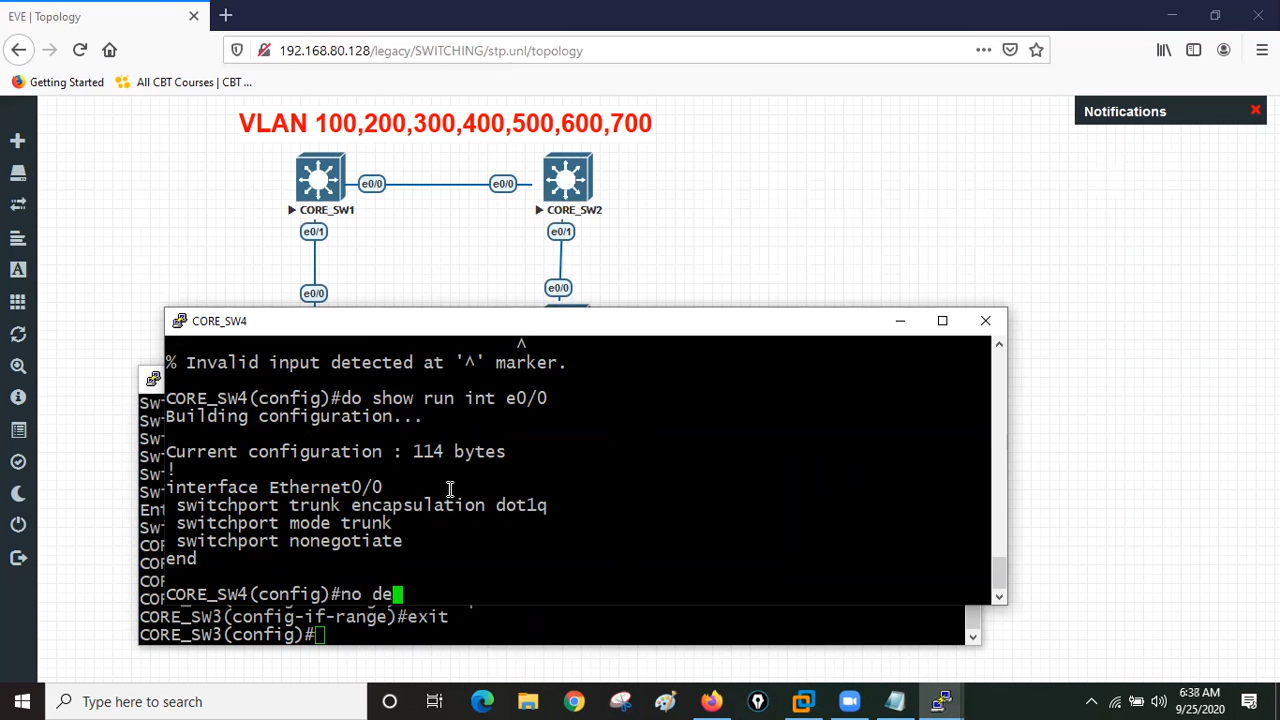 EVE | Topology
192.168.80.128/legacy/SWITCHING/stp.unl/topology
Getting Started
All CBT Courses | CBT ...
Notifications
VLAN 100,200,300,400,500,600,700
e0/0
e0/0
CORE_SW1
CORE_SW2
e0/1
e0/1
e0/0
e0/0
CORE_SW4
^
% Invalid input detected at '^' marker.
CORE_SW4(config)#do show run int e0/0
Building configuration...
Current configuration : 114 bytes
!
interface Ethernet0/0
switchport trunk encapsulation dot1q
switchport mode trunk
switchport nonegotiate
end
CORE_SW4(config)#no de
CORE_SW3(config-if-range)#exit
CORE_SW3(config)#
Type here to search
6:38 AM
9/25/2020